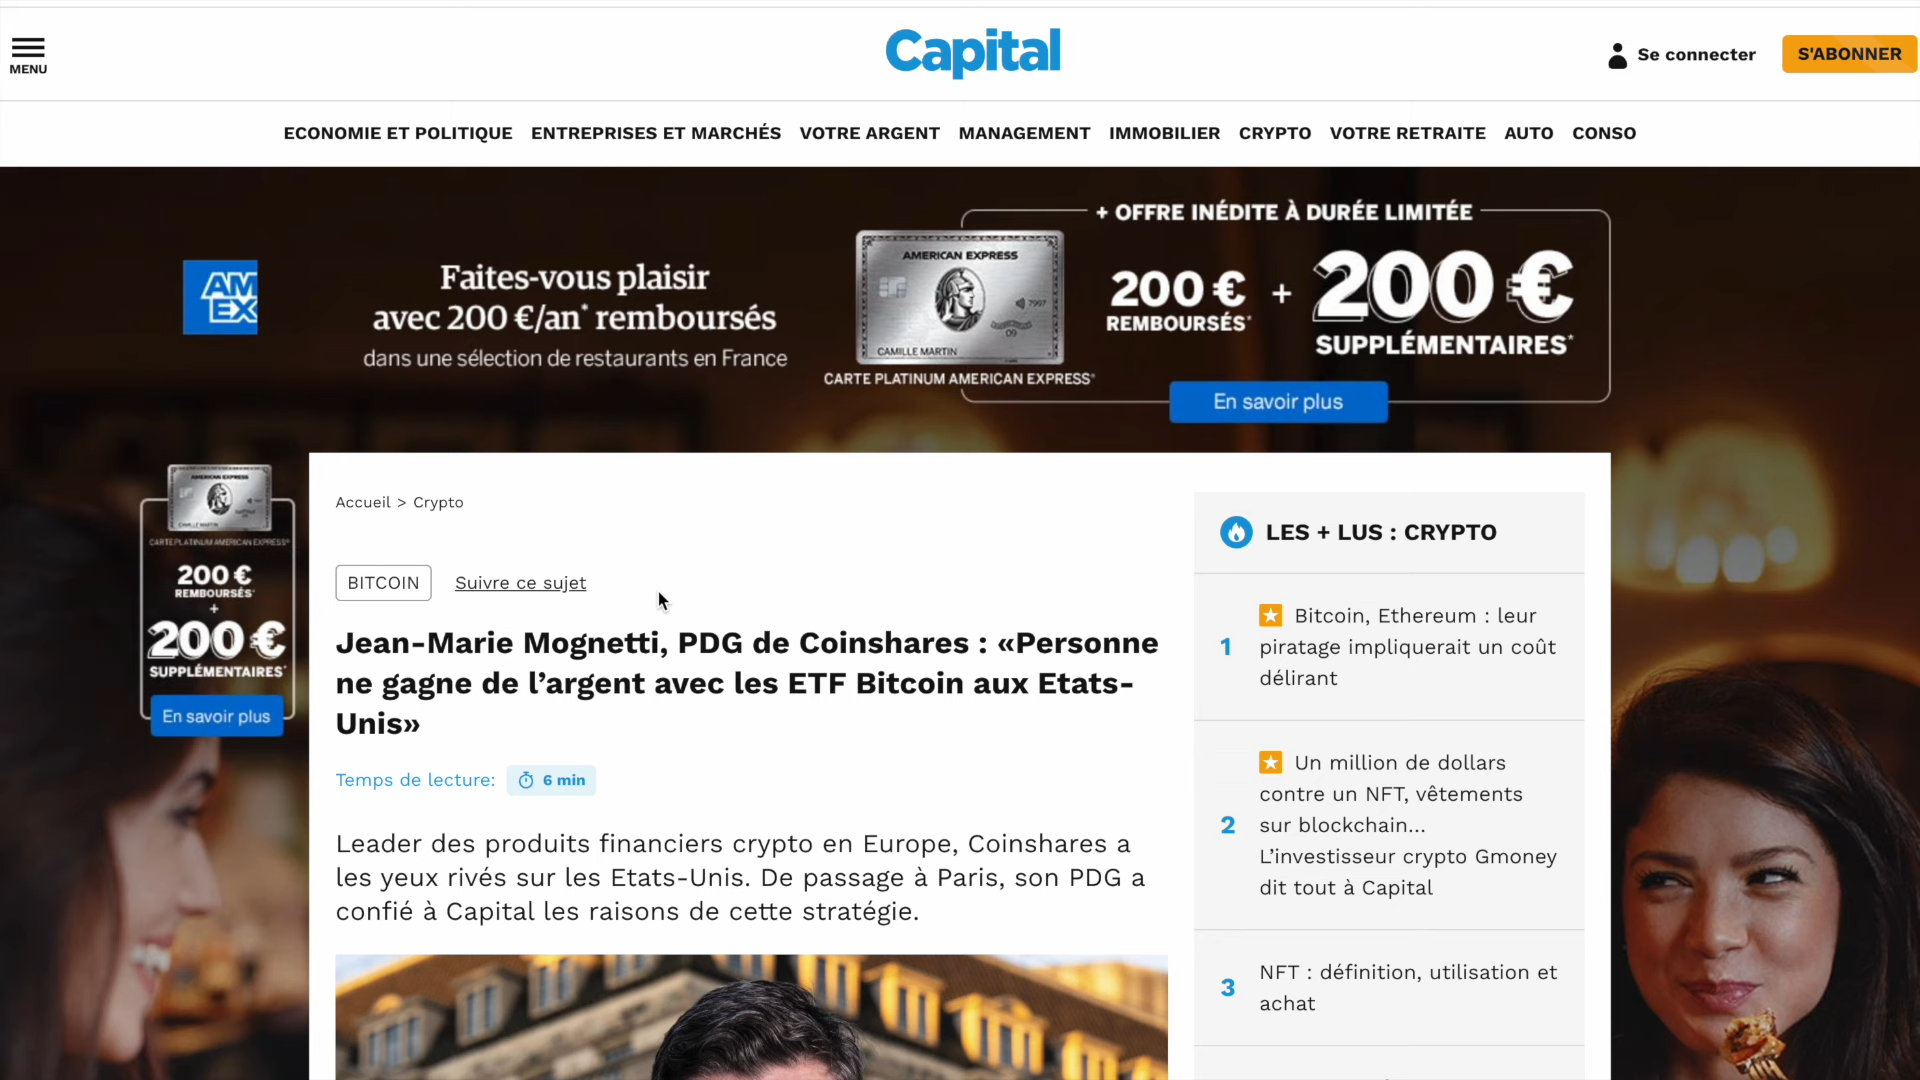 MENU
Capital
Se connecter
S'ABONNER
ECONOMIE ET POLITIQUE ENTREPRISES ET MARCHÉS VOTRE ARGENT MANAGEMENT IMMOBILIER CRYPTO VOTRE RETRAITE AUTO CONSO
AM
EX
Faites-vous plaisir
avec 200 €/an* remboursés
dans une sélection de restaurants en France
AMERICAN EXPRESS
7997
09
CAMILLE MARTIN
CARTE PLATINUM AMERICAN EXPRESS®
+ OFFRE INÉDITE À DURÉE LIMITÉE
200 €
REMBOURSÉS*
+
200 €
SUPPLÉMENTAIRES*
En savoir plus
AMERICAN EXPRESS
CARTE PLATINUM AMERICAN EXPRESS®
200 €
REMBOURSÉS*
+
200 €
SUPPLÉMENTAIRES*
En savoir plus
Accueil > Crypto
BITCOIN
Suivre ce sujet
Jean-Marie Mognetti, PDG de Coinshares : «Personne
ne gagne de l’argent avec les ETF Bitcoin aux Etats-
Unis»
Temps de lecture: 6 min
Leader des produits financiers crypto en Europe, Coinshares a
les yeux rivés sur les Etats-Unis. De passage à Paris, son PDG a
confié à Capital les raisons de cette stratégie.
LES + LUS : CRYPTO
1
Bitcoin, Ethereum : leur
piratage impliquerait un coût
délirant
2
Un million de dollars
contre un NFT, vêtements
sur blockchain...
L’investisseur crypto Gmoney
dit tout à Capital
3
NFT : définition, utilisation et
achat